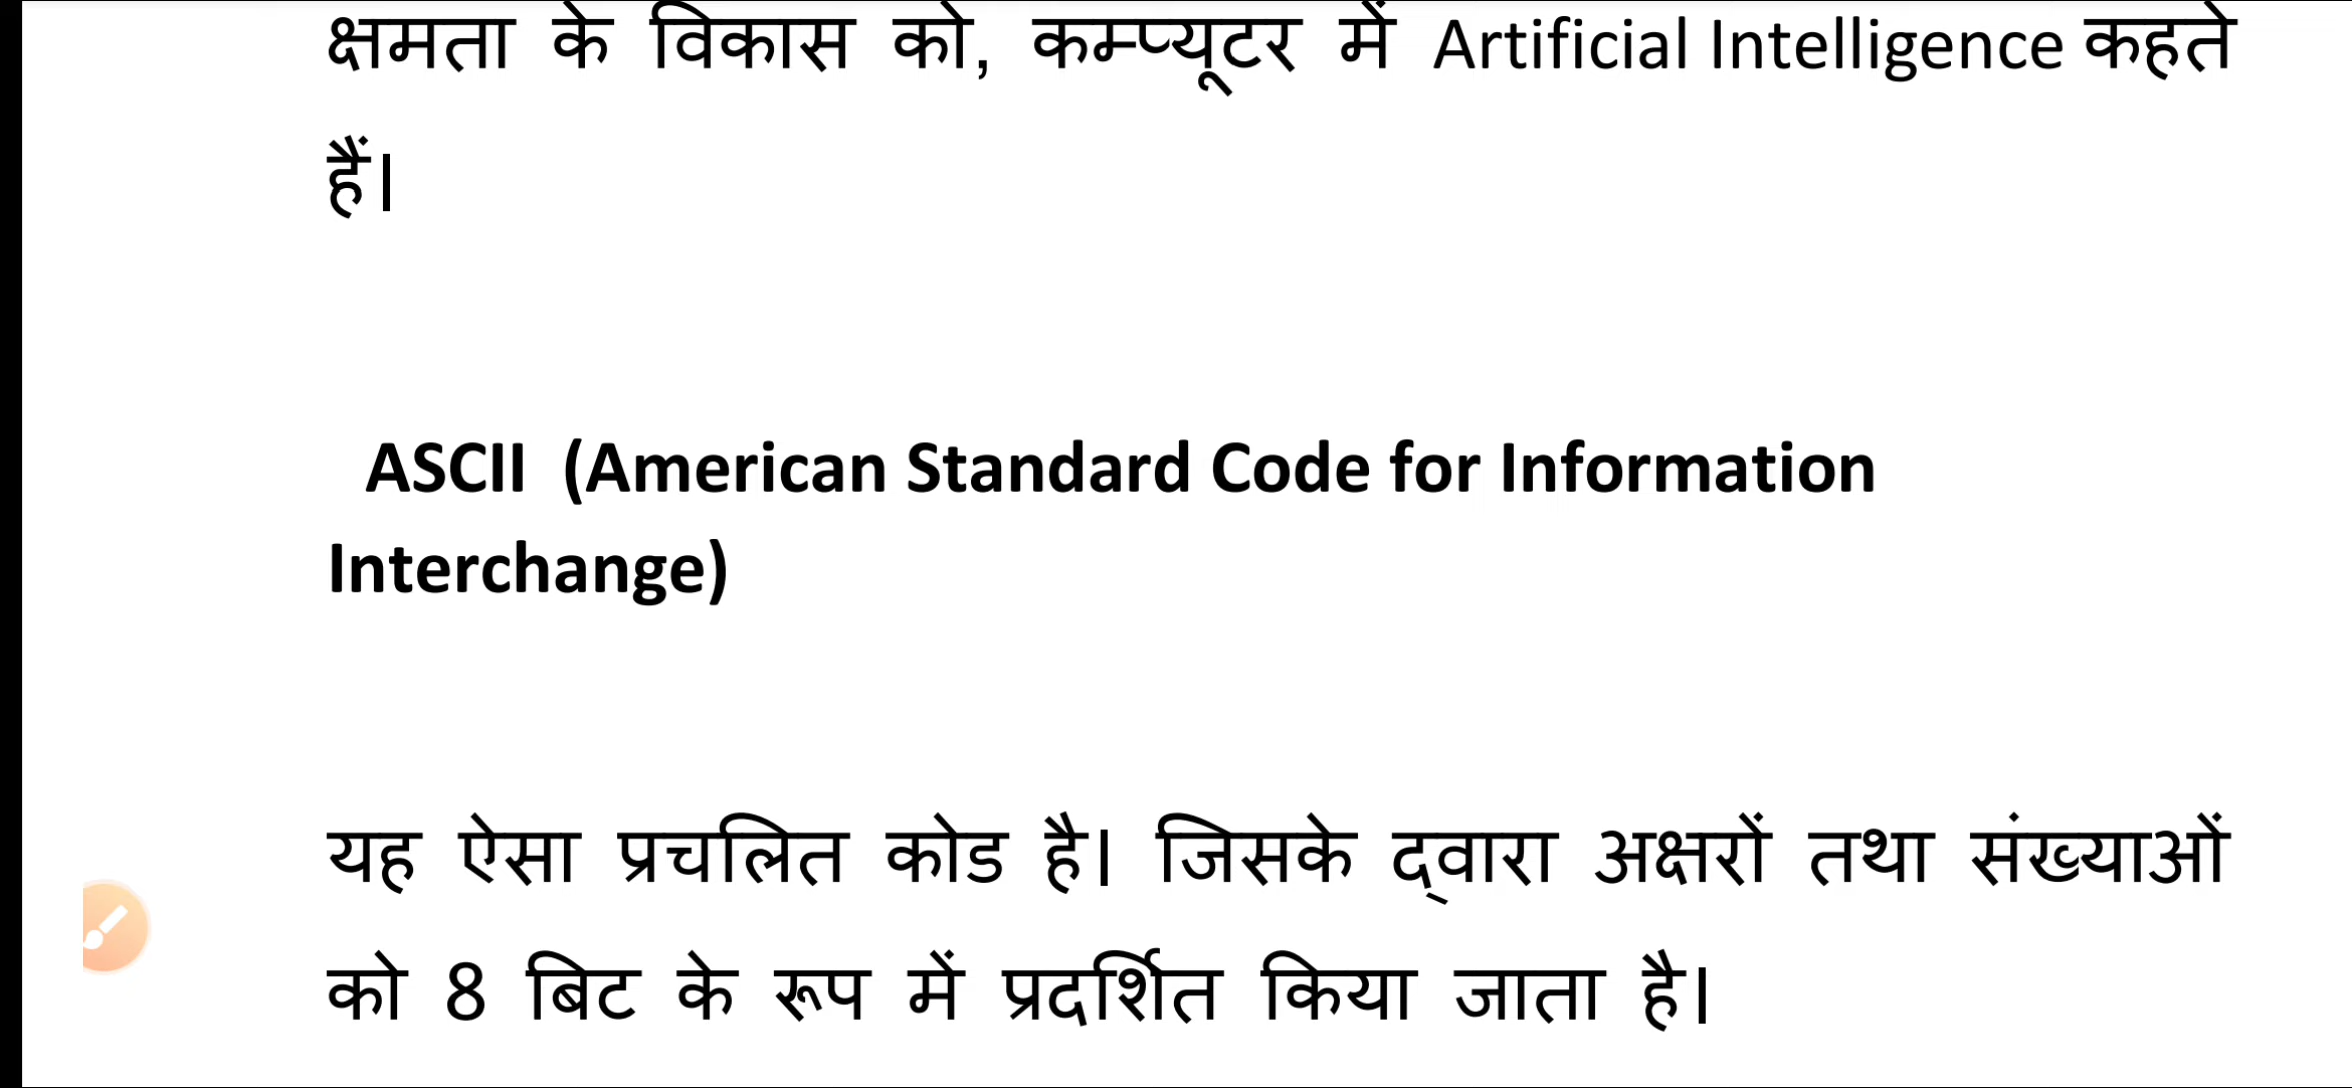 क्षमता के विकास को, कम्प्यूटर में Artificial Intelligence कहते
हैं।
ASCII (American Standard Code for Information
Interchange)
यह ऐसा प्रचलित कोड है। जिसके द्वारा अक्षरों तथा संख्याओं
को 8 बिट के रूप में प्रदर्शित किया जाता है।